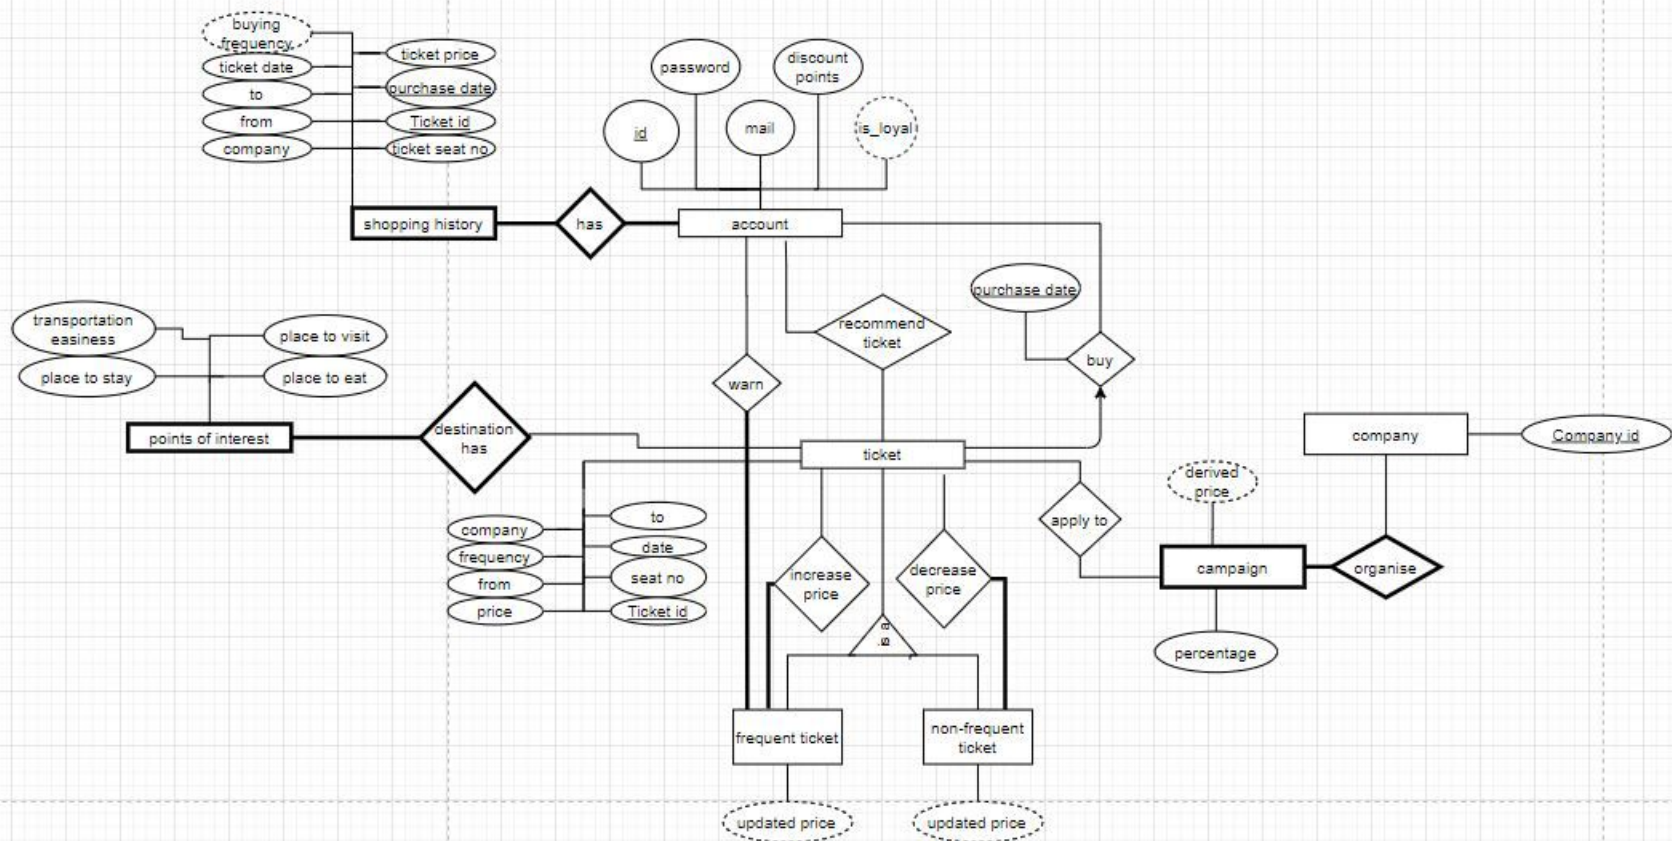 buying
frequency
ticket date
to
from
company
ticket price
purchase date
Ticket id
ticket seat no
password
discount
points
id
mail
is_loyal
shopping history
has
account
purchase date
recommend
ticket
buy
transportation
easiness
place to visit
place to stay
place to eat
warn
points of interest
destination
has
ticket
company
Company id
derived
price
apply to
campaign
organise
percentage
company
frequency
from
price
to
date
seat no
Ticket id
increase
price
decrease
price
is a
frequent ticket
non-frequent
ticket
updated price
updated price